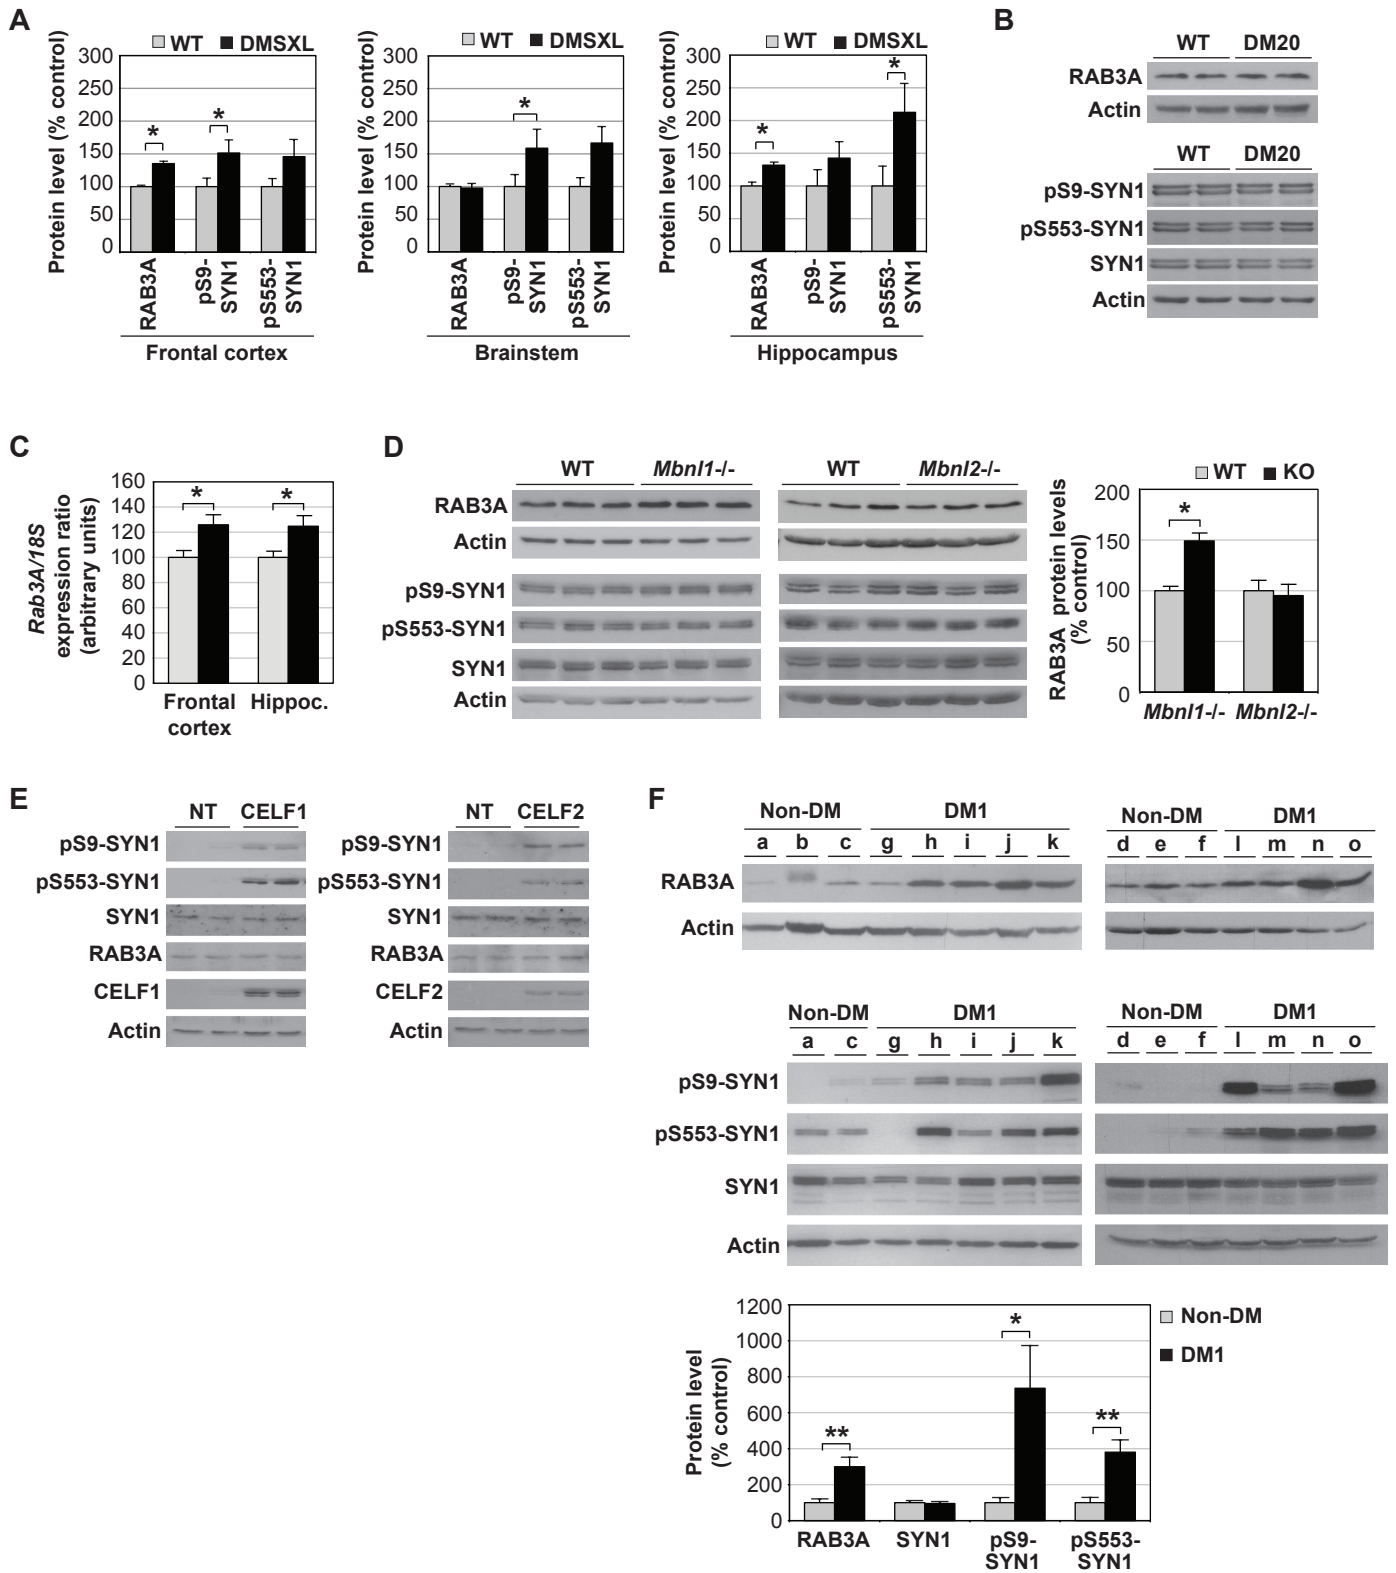 A
Protein level (% control)
WT DMSXL
300
250
200
150
100
50
0
* *
RAB3A
pS9-
SYN1
pS553-
SYN1
Frontal cortex
Protein level (% control)
WT DMSXL
300
250
200
150
100
50
0
*
RAB3A
pS9-
SYN1
pS553-
SYN1
Brainstem
Protein level (% control)
WT DMSXL
300
250
200
150
100
50
0
* *
RAB3A
pS9-
SYN1
pS553-
SYN1
Hippocampus
B
WT DM20
RAB3A
Actin
WT DM20
pS9-SYN1
pS553-SYN1
SYN1
Actin
C
Rab3A/18S
expression ratio
(arbitrary units)
160
140
120
100
80
60
40
20
0
* *
Frontal
cortex
Hippoc.
D
WT Mbnl1-/- WT Mbnl2-/-
RAB3A
Actin
pS9-SYN1
pS553-SYN1
SYN1
Actin
WT KO
RAB3A protein levels
(% control)
200
150
100
50
0
*
Mbnl1-/- Mbnl2-/-
E
NT CELF1
pS9-SYN1
pS553-SYN1
SYN1
RAB3A
CELF1
Actin
NT CELF2
pS9-SYN1
pS553-SYN1
SYN1
RAB3A
CELF2
Actin
F
Non-DM DM1
a b c g h i j k
Non-DM DM1
d e f l m n o
RAB3A
Actin
Non-DM DM1
a c g h i j k
Non-DM DM1
d e f l m n o
pS9-SYN1
pS553-SYN1
SYN1
Actin
Protein level
(% control)
1200
1000
800
600
400
200
0
** * **
RAB3A SYN1 pS9-
SYN1
pS553-
SYN1
Non-DM
DM1